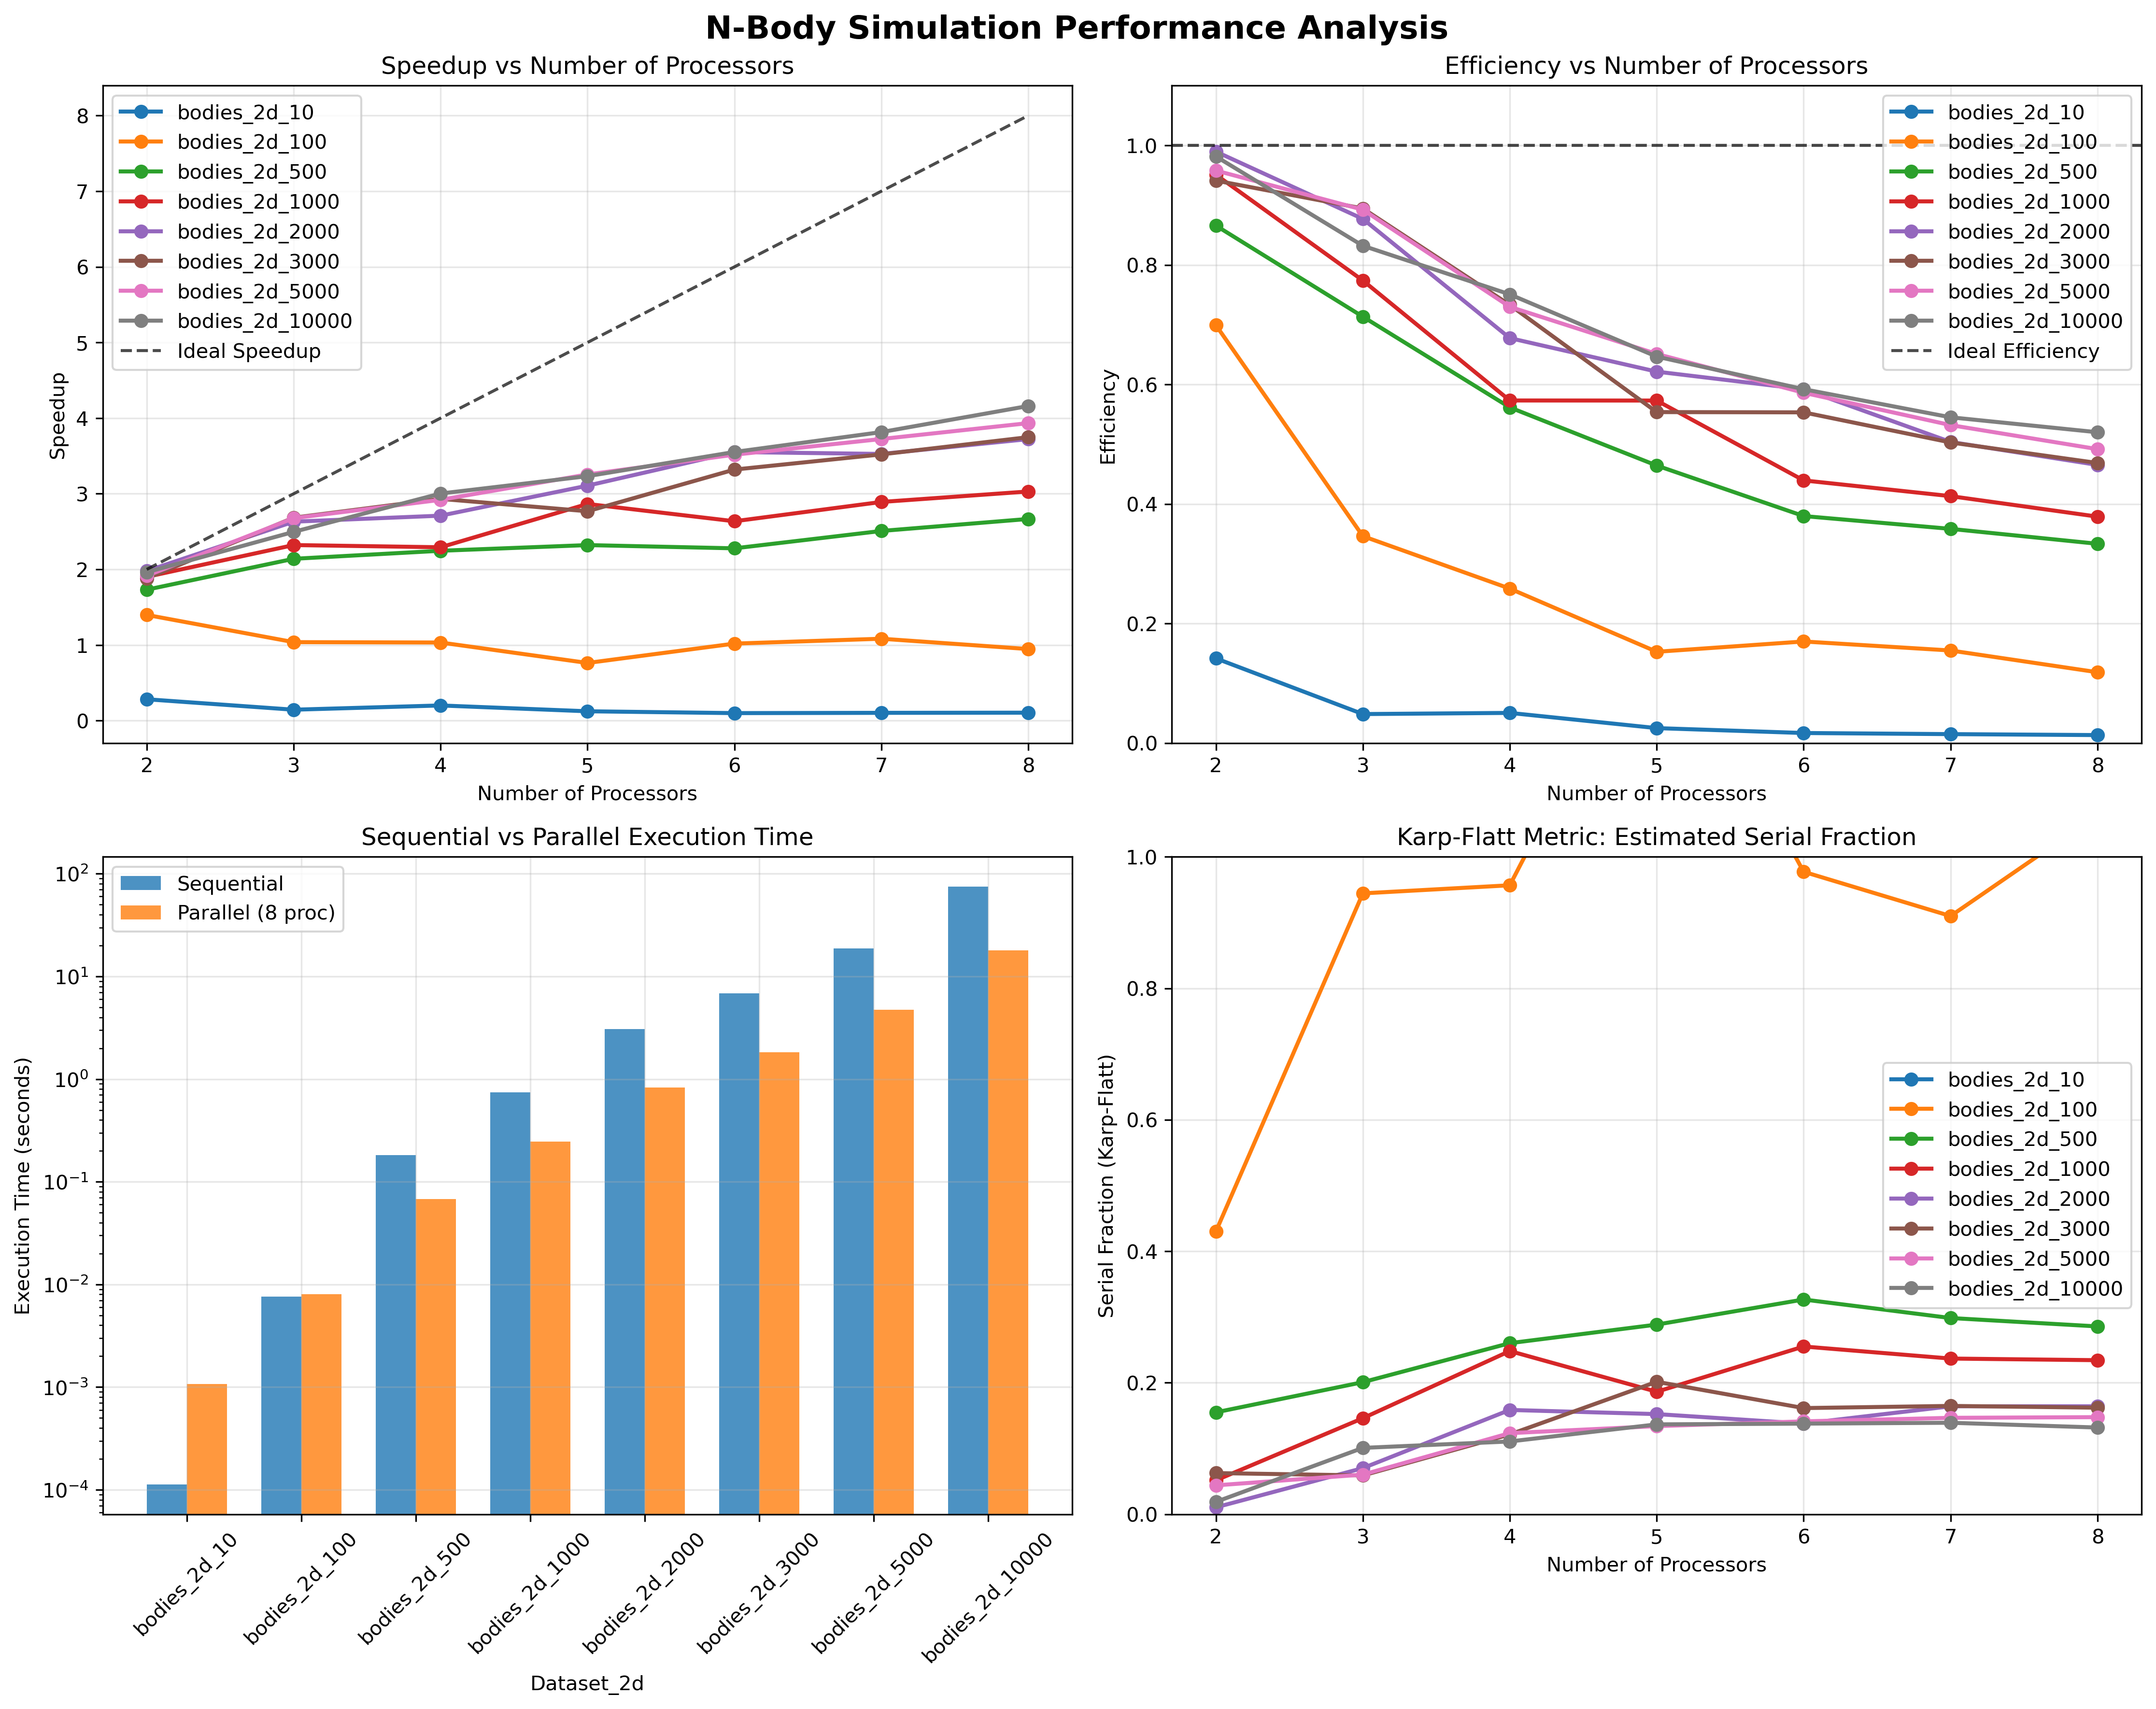 N-Body Simulation Performance Analysis
Speedup vs Number of Processors
bodies_2d_10
bodies_2d_100
bodies_2d_500
bodies_2d_1000
bodies_2d_2000
bodies_2d_3000
bodies_2d_5000
bodies_2d_10000
Ideal Speedup
Speedup
8
7
6
5
4
3
2
1
0
2 3 4 5 6 7 8
Number of Processors
Efficiency vs Number of Processors
bodies_2d_10
bodies_2d_100
bodies_2d_500
bodies_2d_1000
bodies_2d_2000
bodies_2d_3000
bodies_2d_5000
bodies_2d_10000
Ideal Efficiency
Efficiency
1.0
0.8
0.6
0.4
0.2
0.0
2 3 4 5 6 7 8
Number of Processors
Sequential vs Parallel Execution Time
Sequential
Parallel (8 proc)
Execution Time (seconds)
10²
10¹
10⁰
10⁻¹
10⁻²
10⁻³
10⁻⁴
bodies_2d_10
bodies_2d_100
bodies_2d_500
bodies_2d_1000
bodies_2d_2000
bodies_2d_3000
bodies_2d_5000
bodies_2d_10000
Dataset_2d
Karp-Flatt Metric: Estimated Serial Fraction
bodies_2d_10
bodies_2d_100
bodies_2d_500
bodies_2d_1000
bodies_2d_2000
bodies_2d_3000
bodies_2d_5000
bodies_2d_10000
Serial Fraction (Karp-Flatt)
1.0
0.8
0.6
0.4
0.2
0.0
2 3 4 5 6 7 8
Number of Processors